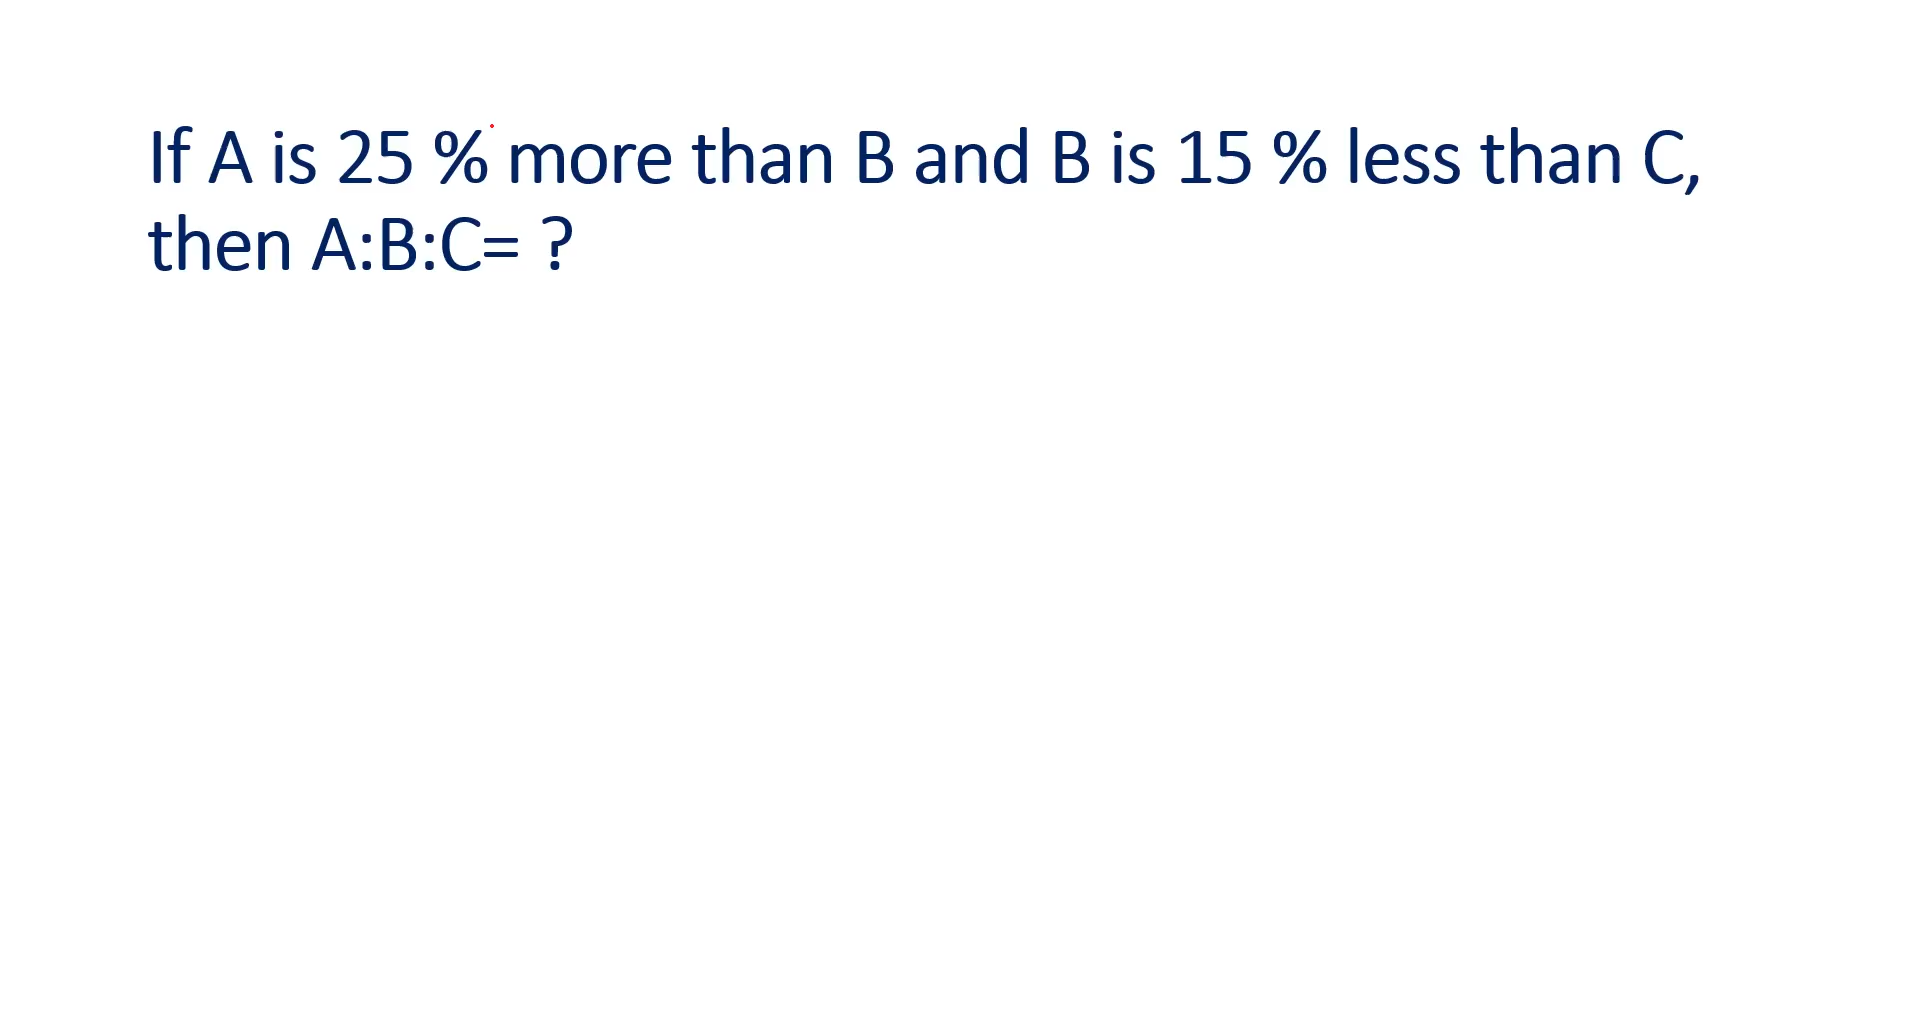 If A is 25 % more than B and B is 15 % less than C,
then A:B:C= ?